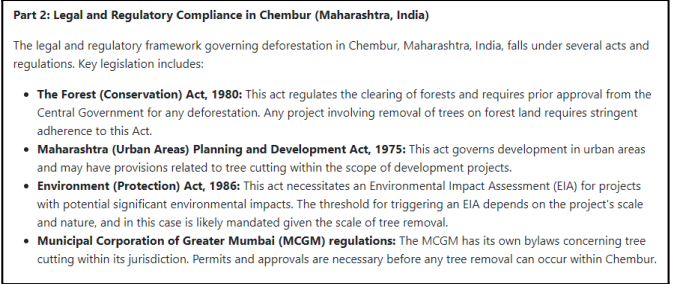 Part 2: Legal and Regulatory Compliance in Chembur (Maharashtra, India)
The legal and regulatory framework governing deforestation in Chembur, Maharashtra, India, falls under several acts and
regulations. Key legislation includes:
• The Forest (Conservation) Act, 1980: This act regulates the clearing of forests and requires prior approval from the
Central Government for any deforestation. Any project involving removal of trees on forest land requires stringent
adherence to this Act.
• Maharashtra (Urban Areas) Planning and Development Act, 1975: This act governs development in urban areas
and may have provisions related to tree cutting within the scope of development projects.
• Environment (Protection) Act, 1986: This act necessitates an Environmental Impact Assessment (EIA) for projects
with potential significant environmental impacts. The threshold for triggering an EIA depends on the project's scale
and nature, and in this case is likely mandated given the scale of tree removal.
• Municipal Corporation of Greater Mumbai (MCGM) regulations: The MCGM has its own bylaws concerning tree
cutting within its jurisdiction. Permits and approvals are necessary before any tree removal can occur within Chembur.